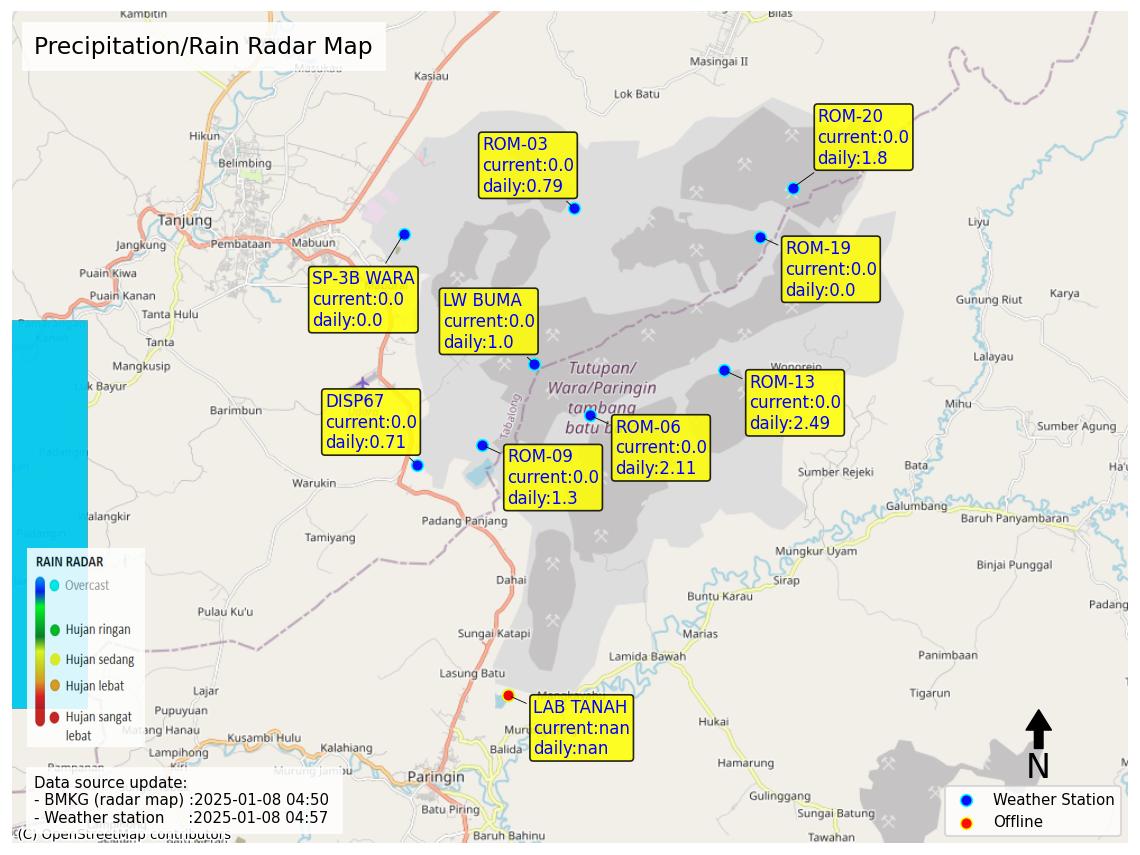 Kambitin
Bilas
Precipitation/Rain Radar Map
Masukau
Kasiau
Masingai II
Lok Batu
Hikun
Belimbing
ROM-03
current:0.0
daily:0.79
ROM-20
current:0.0
daily:1.8
Tanjung
Jangkung
Pembataan
Mabuun
Liyu
Puain Kiwa
Puain Kanan
SP-3B WARA
current:0.0
daily:0.0
LW BUMA
current:0.0
daily:1.0
ROM-19
current:0.0
daily:0.0
Gunung Riut
Karya
Tanta Hulu
Kanan
Tanta
Mangkusip
Lalayau
Wonorejo
Tutupan/
Wara/Paringin
tambang
batu
Tabalong
ROM-13
current:0.0
daily:2.49
Luk Bayur
Barimbun
DISP67
current:0.0
daily:0.71
ROM-06
current:0.0
daily:2.11
ROM-09
current:0.0
daily:1.3
Mihu
Sumber Agung
Padangin
Bata
Sumber Rejeki
Warukin
Galumbang
Walangkir
Padang Panjang
Baruh Panyambaran
Padangin
Tamiyang
Mungkur Uyam
Binjai Punggal
RAIN RADAR
Overcast
Hujan ringan
Hujan sedang
Hujan lebat
Hujan sangat
lebat
Dahai
Sirap
Buntu Karau
Padang
Pulau Ku'u
Sungai Katapi
Marias
Lamida Bawah
Panimbaan
Lasung Batu
Lajar
Tigarun
Pupuyuan
LAB TANAH
current:nan
daily:nan
Matang Hanau
Kusambi Hulu
Kalahiang
Balida
Hukai
Lampihong
Hamarung
Murung Jambu
Paringin
N
Data source update:
- BMKG (radar map) :2025-01-08 04:50
- Weather station :2025-01-08 04:57
(C) OpenStreetMap contributors
Batu Piring
Gulinggang
Weather Station
Offline
Sungai Batung
Baruh Bahinu
Tawahan